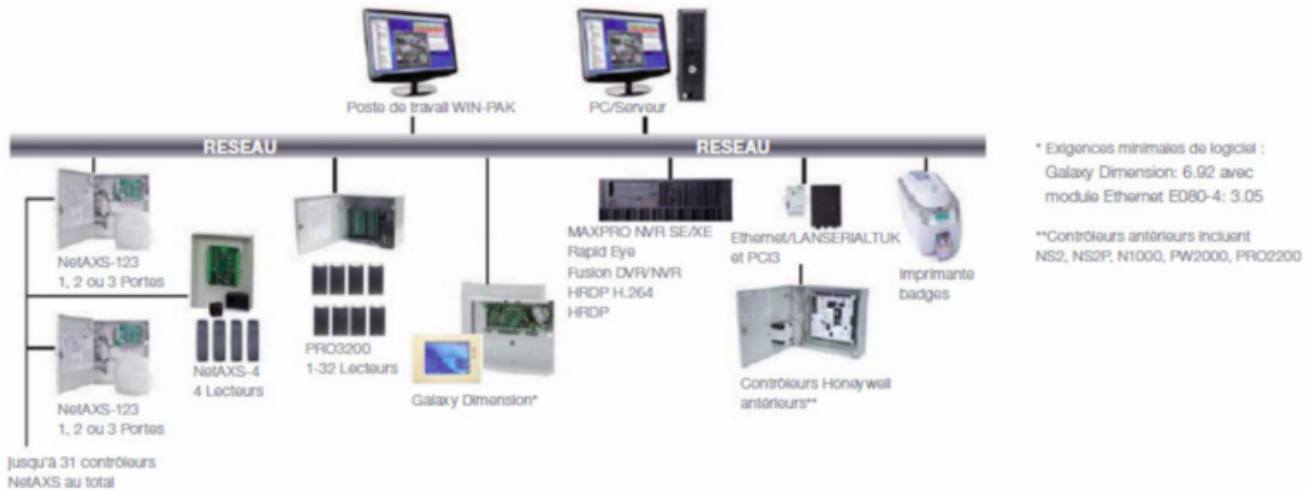 Poste de travail WIN-PAK
PC/Serveur
RESEAU
RESEAU
NetAXS-123
1, 2 ou 3 Portes
NetAXS-4
4 Lecteurs
NetAXS-123
1, 2 ou 3 Portes
jusqu'à 31 contrôleurs
NetAXS au total
PRO3200
1-32 Lecteurs
Galaxy Dimension*
MAXPRO NVR SE/XE
Rapid Eye
Fusion DVR/NVR
HRDP H.264
HRDP
Ethernet/LANSERIALTUK
et PCI3
Contrôleurs Honeywell
antérieurs**
Imprimante
badges
* Exigences minimales de logiciel :
Galaxy Dimension: 6.92 avec
module Ethernet E080-4: 3.05
**Contrôleurs antérieurs incluent
NS2, NS2P, N1000, PW2000, PRO2200